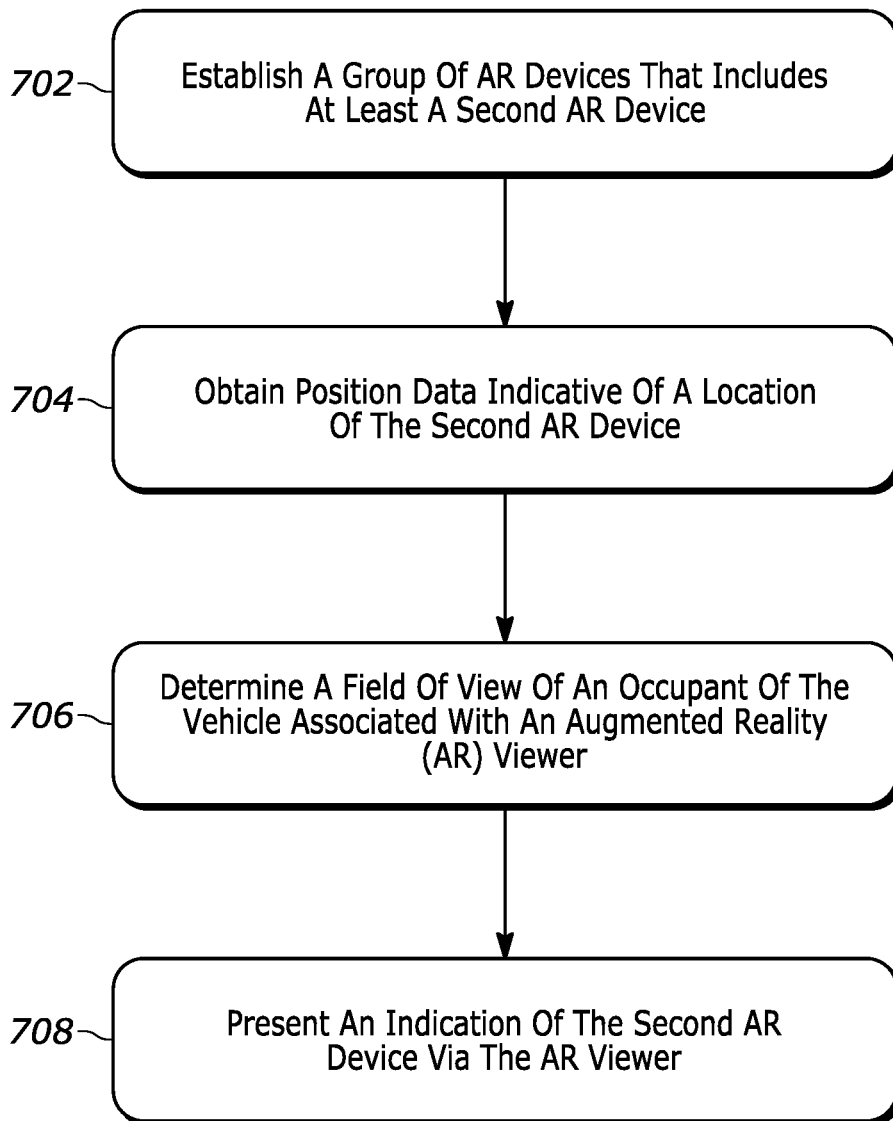 702
Establish A Group Of AR Devices That Includes
At Least A Second AR Device
704
Obtain Position Data Indicative Of A Location
Of The Second AR Device
706
Determine A Field Of View Of An Occupant Of The
Vehicle Associated With An Augmented Reality
(AR) Viewer
708
Present An Indication Of The Second AR
Device Via The AR Viewer